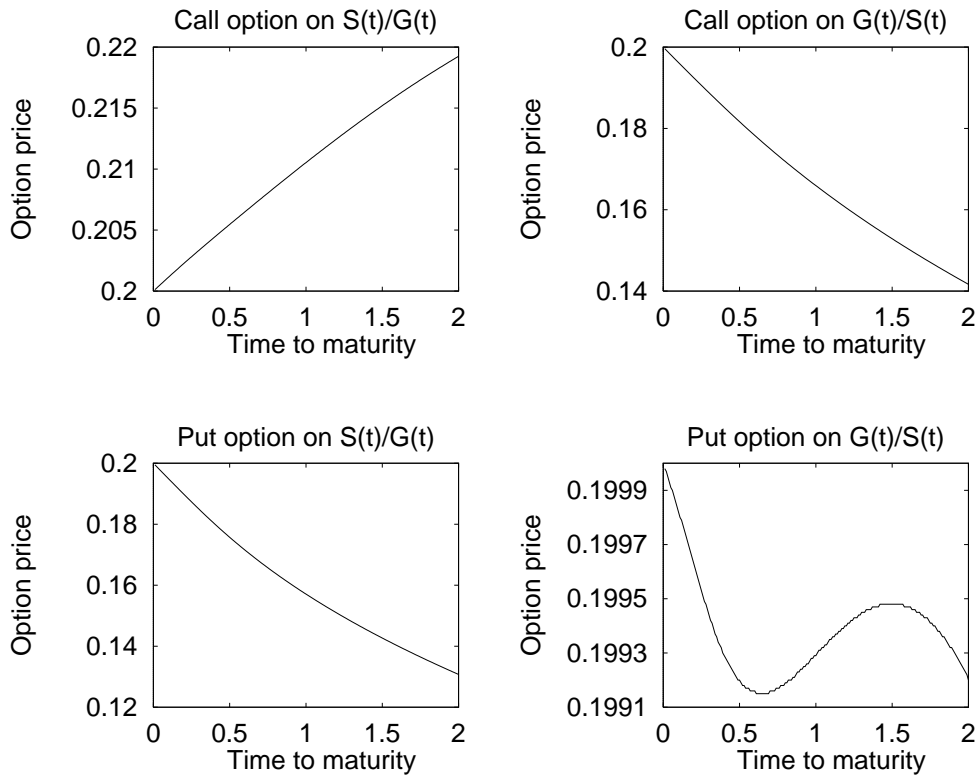 Call option on S(t)/G(t)
0.22
0.215
0.21
0.205
0.2
Option price
0 0.5 1 1.5 2
Time to maturity
Call option on G(t)/S(t)
0.2
0.18
0.16
0.14
Option price
0 0.5 1 1.5 2
Time to maturity
Put option on S(t)/G(t)
0.2
0.18
0.16
0.14
0.12
Option price
0 0.5 1 1.5 2
Time to maturity
Put option on G(t)/S(t)
0.1999
0.1997
0.1995
0.1993
0.1991
Option price
0 0.5 1 1.5 2
Time to maturity